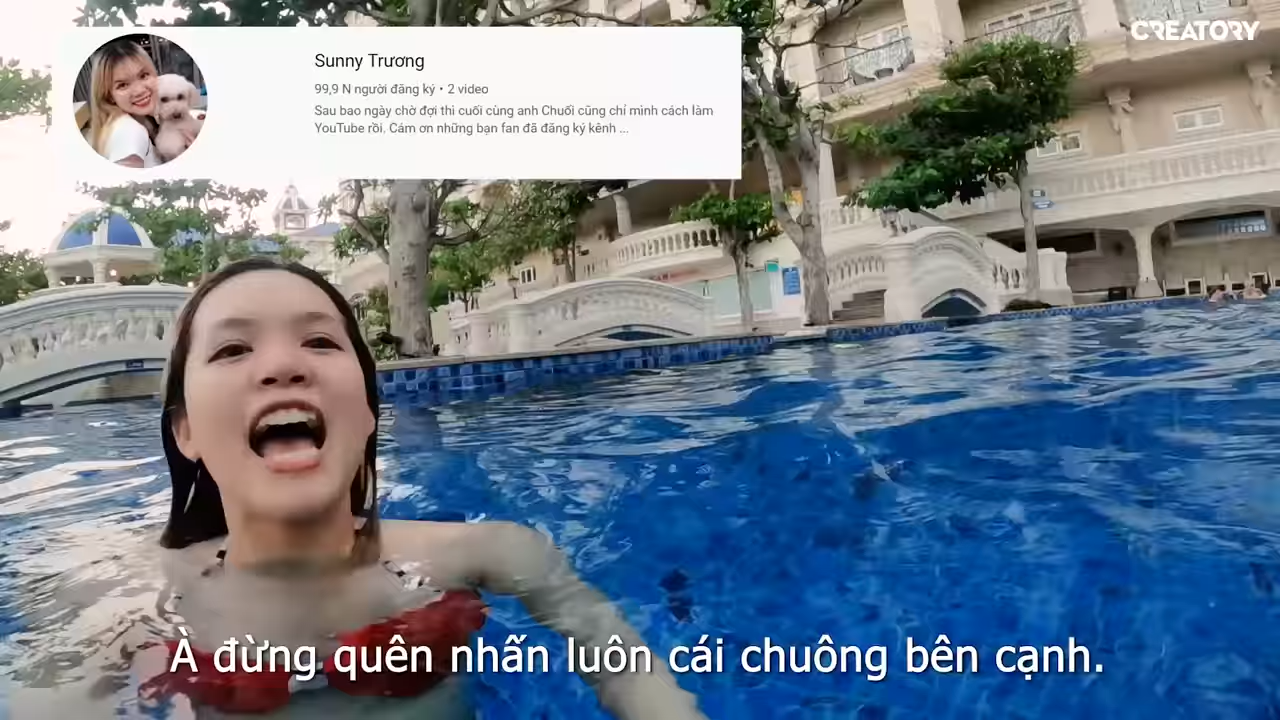 CREATORY
Sunny Trương
99,9 N người đăng ký • 2 video
Sau bao ngày chờ đợi thi cuối cùng anh Chuối cũng chỉ mình cách làm
YouTube rồi. Cám ơn những bạn fan đã đăng ký kênh ...
À đừng quên nhấn luôn cái chuông bên cạnh.